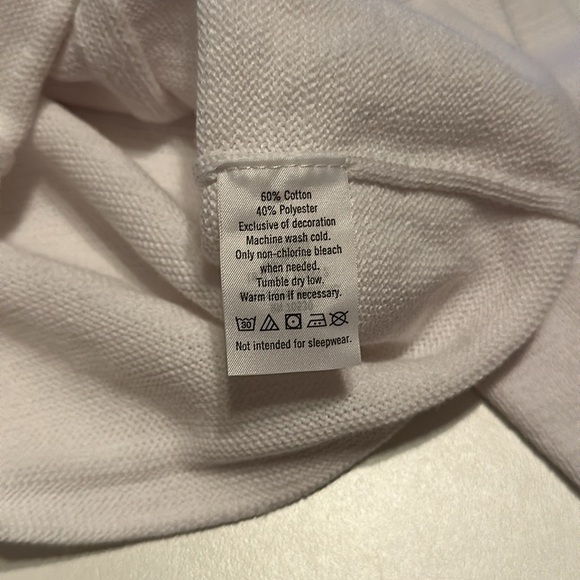 60% Cotton
40% Polyester
Exclusive of decoration
Machine wash cold.
Only non-chlorine bleach
when needed.
Tumble dry low.
Warm iron if necessary.
30
Not intended for sleepwear.